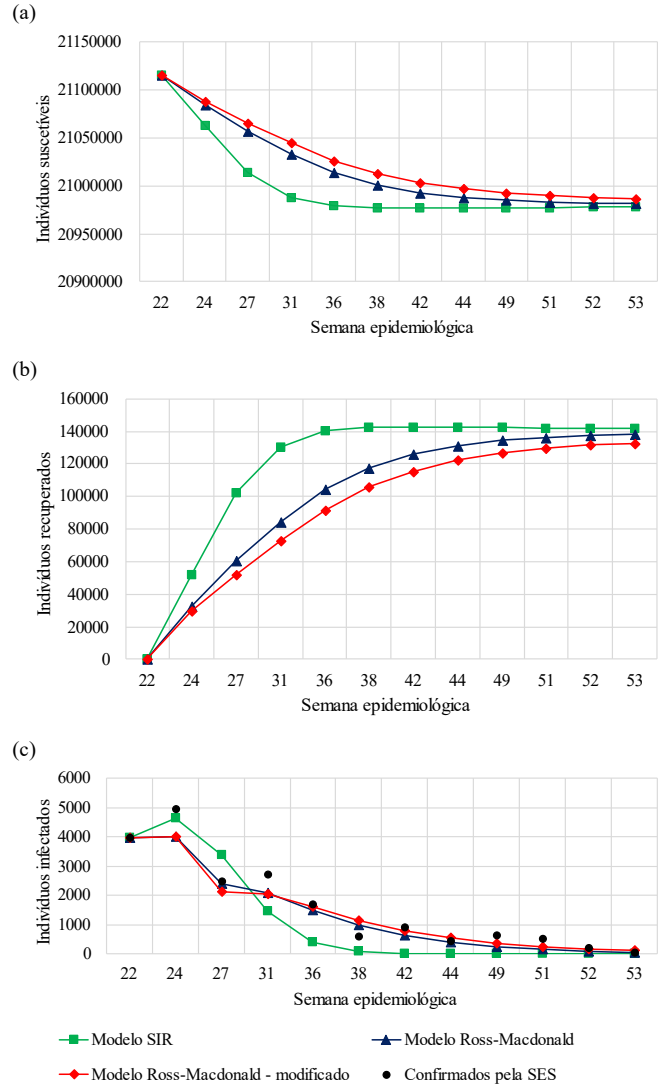 (a)
21150000
21100000
21050000
21000000
20950000
20900000
Indivíduos suscetíveis
22 24 27 31 36 38 42 44 49 51 52 53
Semana epidemiológica
(b)
160000
140000
120000
100000
80000
60000
40000
20000
0
Indivíduos recuperados
22 24 27 31 36 38 42 44 49 51 52 53
Semana epidemiológica
(c)
6000
5000
4000
3000
2000
1000
0
Indivíduos infectados
22 24 27 31 36 38 42 44 49 51 52 53
Semana epidemiológica
Modelo SIR Modelo Ross-Macdonald
Modelo Ross-Macdonald - modificado Confirmados pela SES